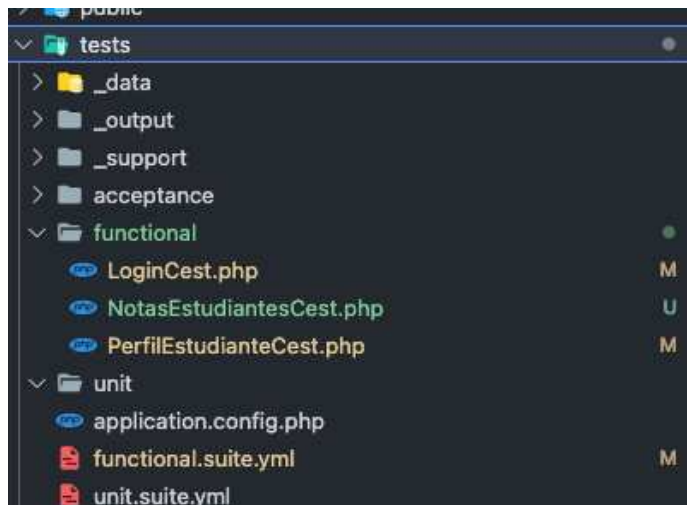 public
tests
_data
_output
_support
acceptance
functional
LoginCest.php M
NotasEstudiantesCest.php U
PerfilEstudianteCest.php M
unit
application.config.php
functional.suite.yml M
unit.suite.yml